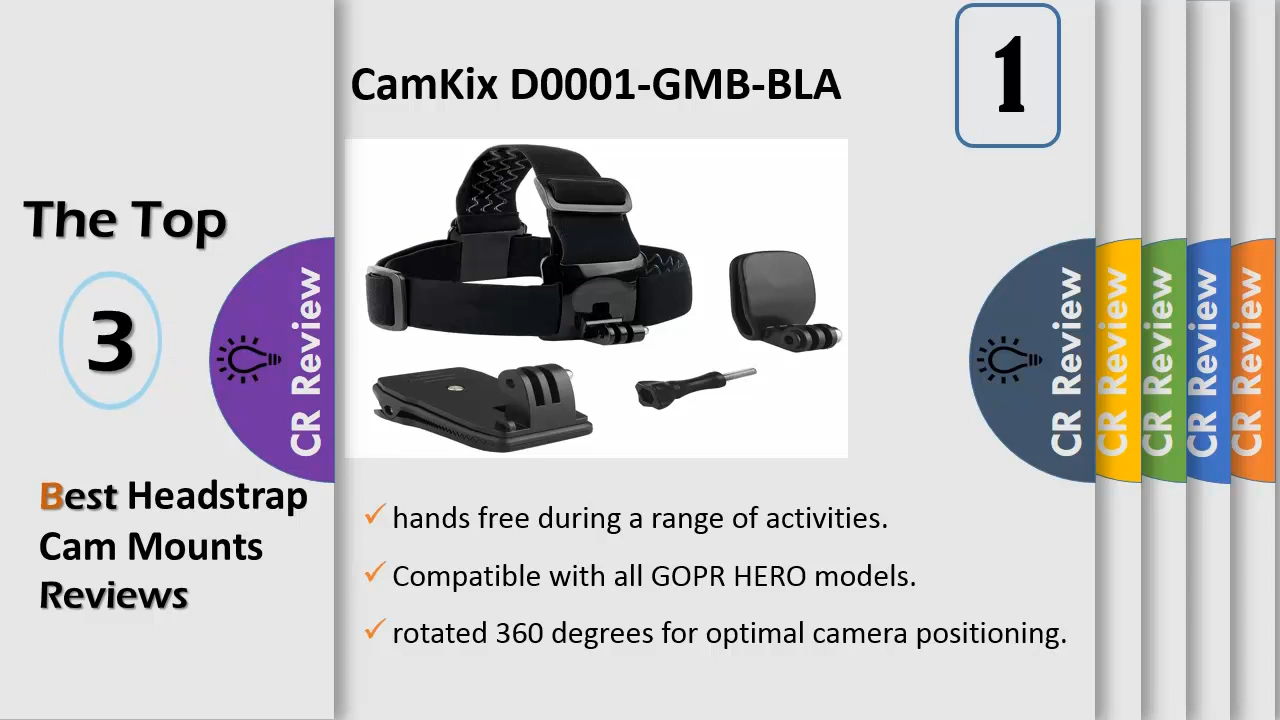 The Top
3
Best Headstrap
Cam Mounts
Reviews
CR Review
CamKix D0001-GMB-BLA
1
hands free during a range of activities.
Compatible with all GOPR HERO models.
rotated 360 degrees for optimal camera positioning.
CR Review
CR Review
CR Review
CR Review
CR Review